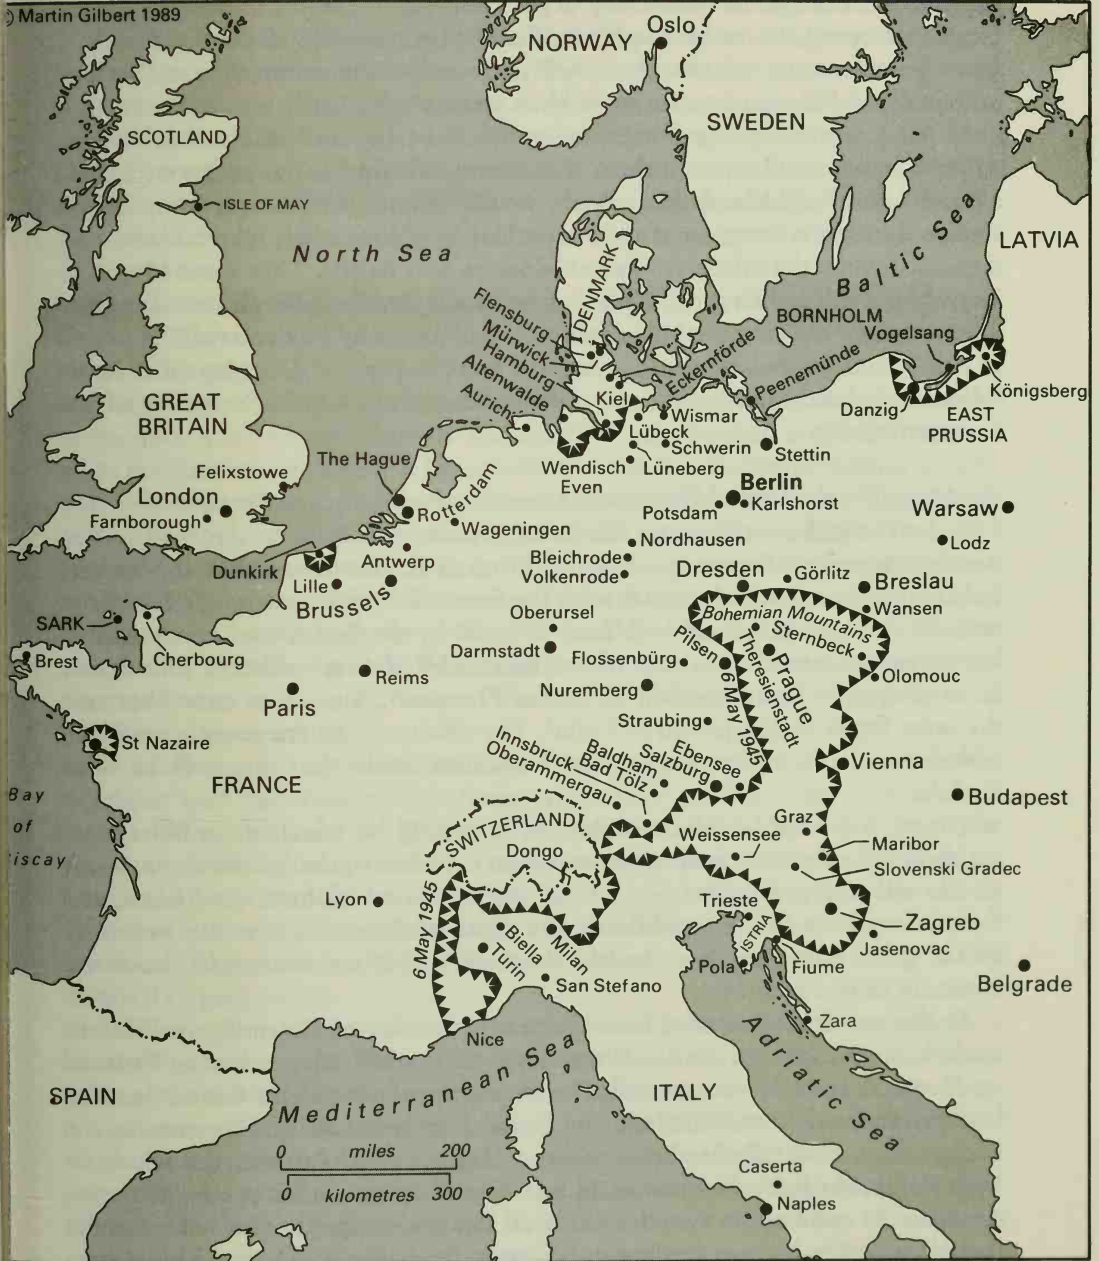 © Martin Gilbert 1989
NORWAY
Oslo
SCOTLAND
SWEDEN
ISLE OF MAY
North Sea
LATVIA
Baltic Sea
DENMARK
BORNHOLM
Vogelsang
Flensburg
Mürwick
Hamburg
Altenwalde
Aurich
Eckenförde
Peenemünde
Königsberg
Kiel
Danzig
EAST
PRUSSIA
GREAT
BRITAIN
Wismar
Lübeck
Schwerin
Stettin
The Hague
Wendisch
Even
Lüneberg
Felixstowe
Rotterdam
Berlin
London
Karlshorst
Potsdam
Farnborough
Wageningen
Warsaw
Nordhausen
Lodz
Antwerp
Bleichrode
Dunkirk
Volkenrode
Lille
Brussels
Dresden
Görlitz
Breslau
Oberursel
Bohemian Mountains
Wansen
SARK
Sternbeck
Darmstadt
Pilsen
Theresienstadt
Prague
Brest
Cherbourg
Flossenbürg
Olomouc
Reims
Nuremberg
6 May 1945
Paris
Straubing
St Nazaire
Innsbruck
Oberammergau
Baldham
Bad Tölz
Ebensee
Salzburg
Vienna
FRANCE
Budapest
Bay
of
iscay
SWITZERLAND
Graz
Weissensee
Maribor
Dongo
Slovenski Gradec
6 May 1945
Lyon
Trieste
Zagreb
ISTRIA
Biella
Milan
Turin
Jasenovac
Pola
Fiume
San Stefano
Belgrade
Nice
Zara
Mediterranean Sea
Adriatic Sea
SPAIN
ITALY
0 miles 200
0 kilometres 300
Caserta
Naples